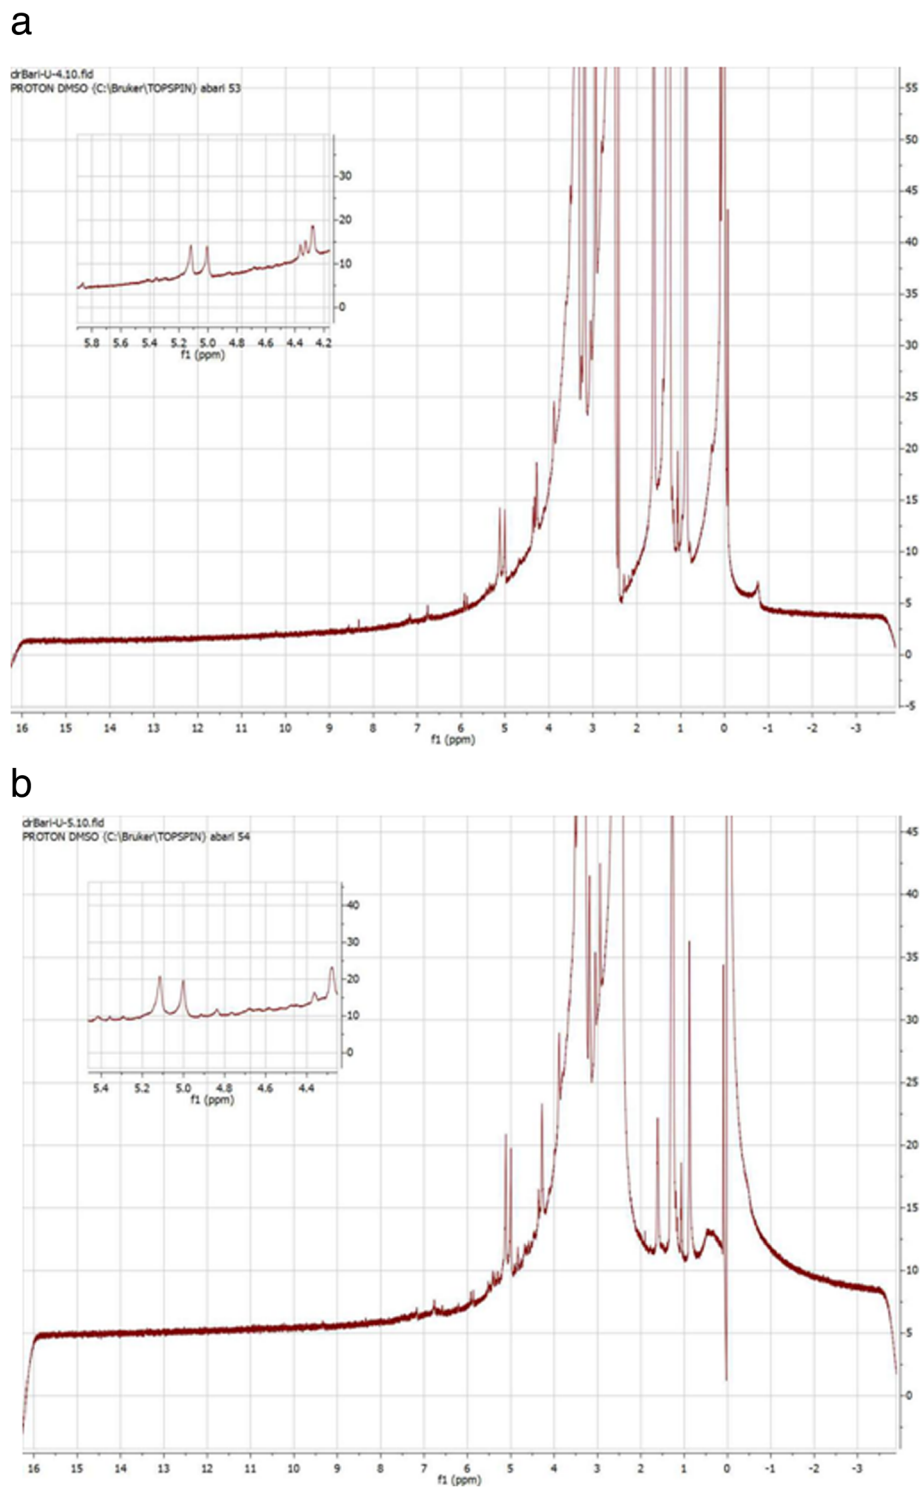 a
drBari-U-4.10.fid
PROTON DMSO {C:\Bruker\TOPSPIN} abari 53
55
50
45
40
35
30
25
20
15
10
5
0
-5
30
20
10
0
5.8 5.6 5.4 5.2 5.0 4.8 4.6 4.4 4.2
f1 (ppm)
16 15 14 13 12 11 10 9 8 7 6 5 4 3 2 1 0 -1 -2 -3
f1 (ppm)
b
drBari-U-5.10.fid
PROTON DMSO {C:\Bruker\TOPSPIN} abari 54
45
40
35
30
25
20
15
10
5
0
40
30
20
10
0
5.4 5.2 5.0 4.8 4.6 4.4
f1 (ppm)
16 15 14 13 12 11 10 9 8 7 6 5 4 3 2 1 0 -1 -2 -3
f1 (ppm)